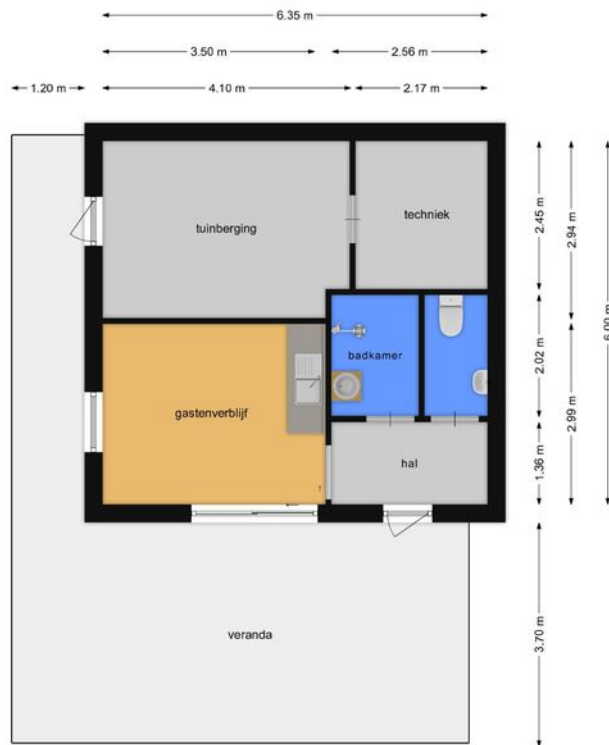 6.35 m
3.50 m
2.56 m
1.20 m
4.10 m
2.17 m
tuinberging
techniek
2.45 m
2.94 m
6.00 m
badkamer
2.02 m
gastenverblijf
2.99 m
hal
1.36 m
veranda
3.70 m